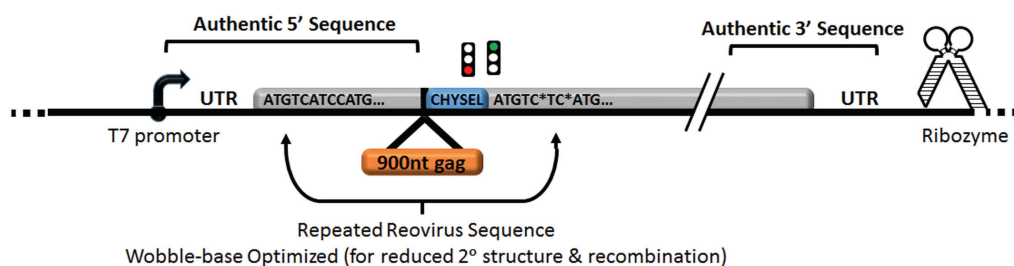 Authentic 5’ Sequence
Authentic 3’ Sequence
UTR
ATGTCATCCATG...
CHYSEL
ATGTC*TC*ATG...
UTR
T7 promoter
900nt gag
Ribozyme
Repeated Reovirus Sequence
Wobble-base Optimized (for reduced 2° structure & recombination)